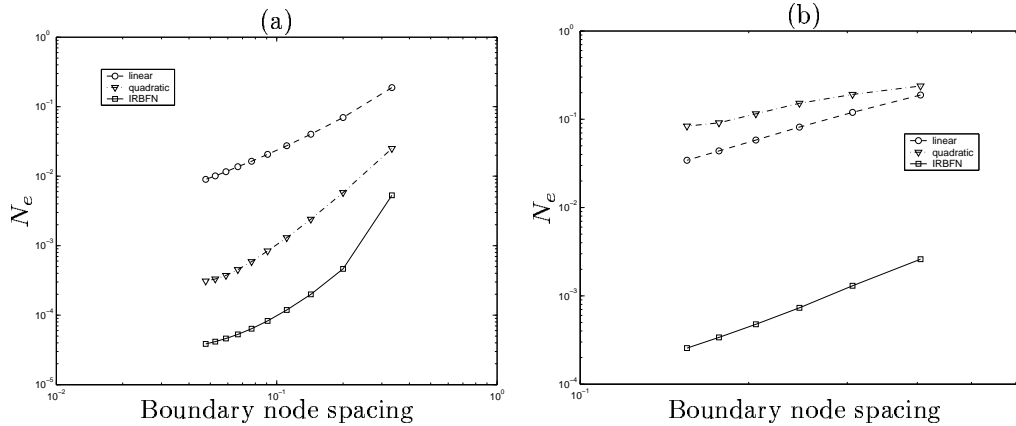 (a)
10^0
10^-1
10^-2
10^-3
10^-4
10^-5
N_e
linear
quadratic
IRBFN
10^-2
10^-1
10^0
Boundary node spacing
(b)
10^0
10^-1
10^-2
10^-3
10^-4
N_e
linear
quadratic
IRBFN
10^-1
Boundary node spacing